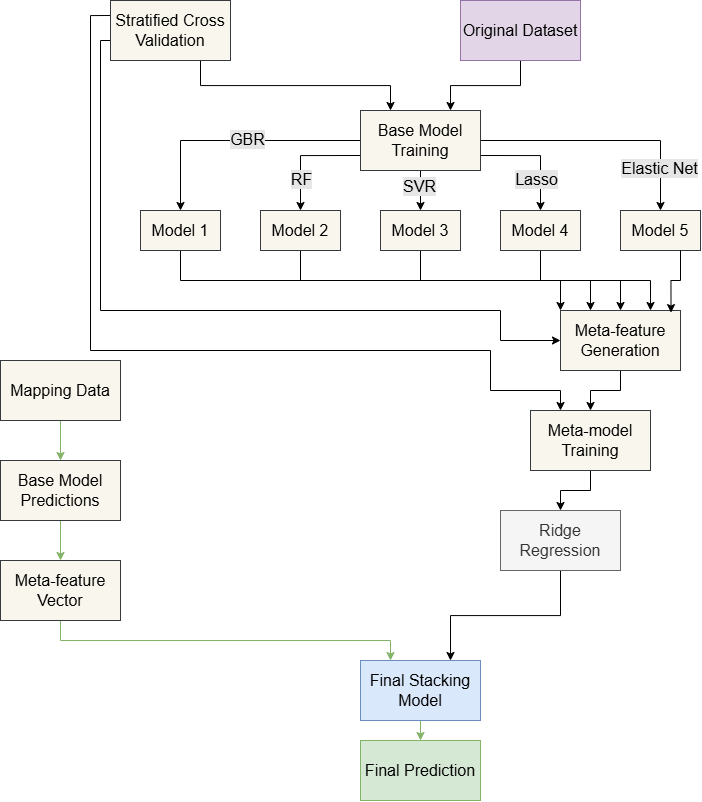 Stratified Cross
Validation
Original Dataset
Base Model
Training
GBR
RF
SVR
Lasso
Elastic Net
Model 1
Model 2
Model 3
Model 4
Model 5
Meta-feature
Generation
Mapping Data
Meta-model
Training
Base Model
Predictions
Ridge
Regression
Meta-feature
Vector
Final Stacking
Model
Final Prediction